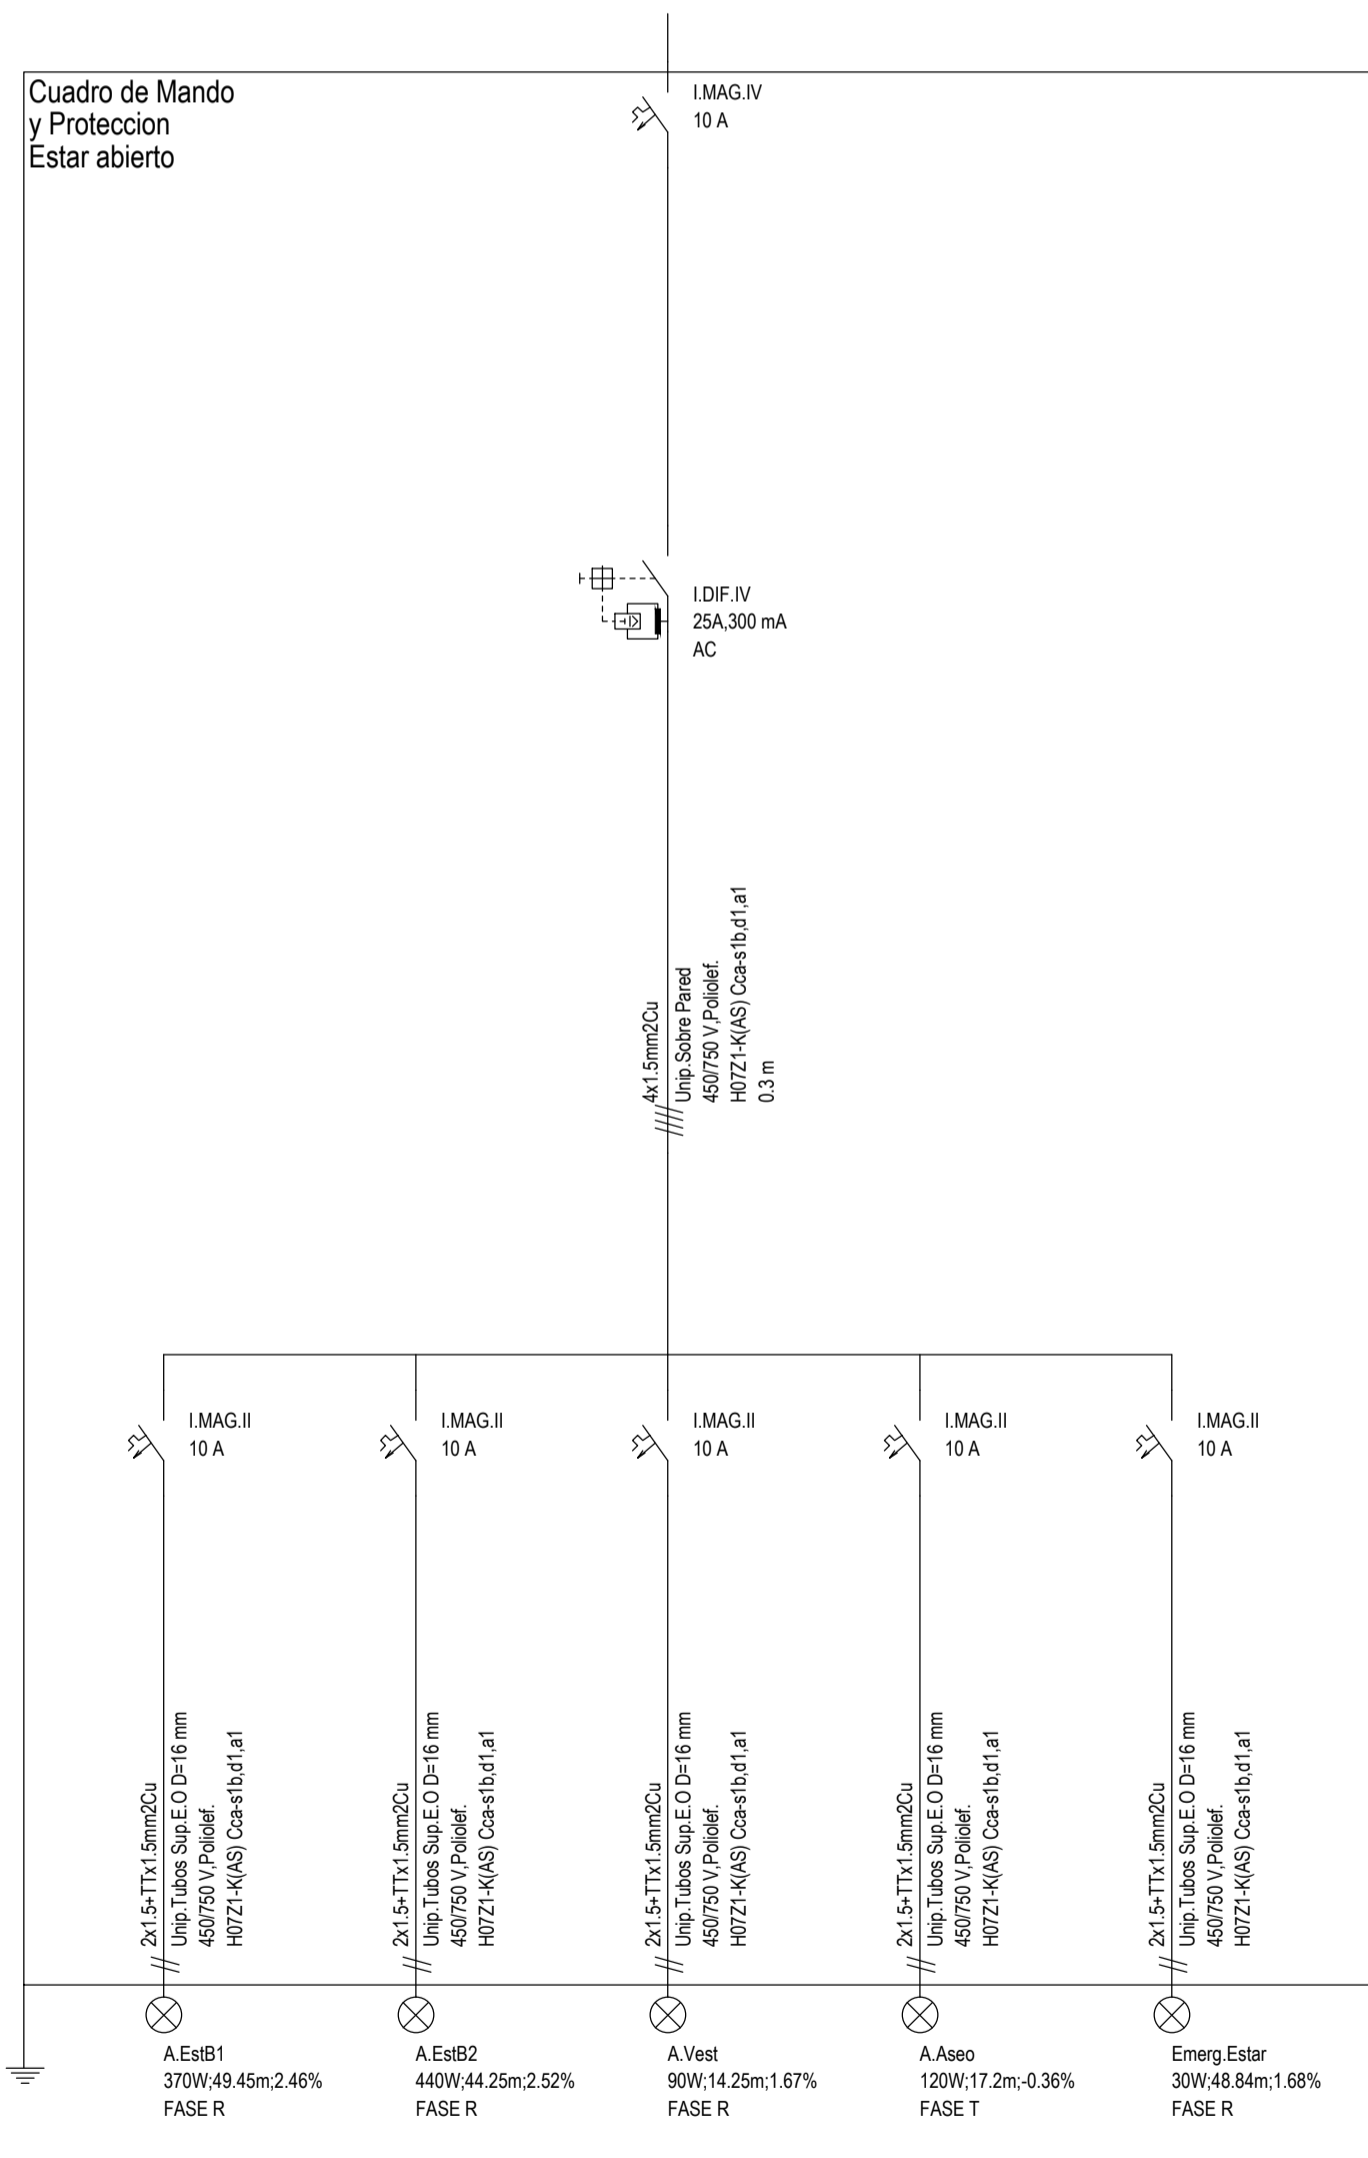 Cuadro de Mando
y Proteccion
Estar abierto
I.MAG.IV
10 A
I.DIF.IV
25A,300 mA
AC
4x1.5mm2Cu
Unip.Sobre Pared
450/750 V,Poliolef.
H07Z1-K(AS) Cca-s1b,d1,a1
0.3 m
I.MAG.II
10 A
I.MAG.II
10 A
I.MAG.II
10 A
I.MAG.II
10 A
I.MAG.II
10 A
2x1.5+TTx1.5mm2Cu
Unip.Tubos Sup.E.O D=16 mm
450/750 V,Poliolef.
H07Z1-K(AS) Cca-s1b,d1,a1
2x1.5+TTx1.5mm2Cu
Unip.Tubos Sup.E.O D=16 mm
450/750 V,Poliolef.
H07Z1-K(AS) Cca-s1b,d1,a1
2x1.5+TTx1.5mm2Cu
Unip.Tubos Sup.E.O D=16 mm
450/750 V,Poliolef.
H07Z1-K(AS) Cca-s1b,d1,a1
2x1.5+TTx1.5mm2Cu
Unip.Tubos Sup.E.O D=16 mm
450/750 V,Poliolef.
H07Z1-K(AS) Cca-s1b,d1,a1
2x1.5+TTx1.5mm2Cu
Unip.Tubos Sup.E.O D=16 mm
450/750 V,Poliolef.
H07Z1-K(AS) Cca-s1b,d1,a1
A.EstB1
370W;49.45m;2.46%
FASE R
A.EstB2
440W;44.25m;2.52%
FASE R
A.Vest
90W;14.25m;1.67%
FASE R
A.Aseo
120W;17.2m;-0.36%
FASE T
Emerg.Estar
30W;48.84m;1.68%
FASE R